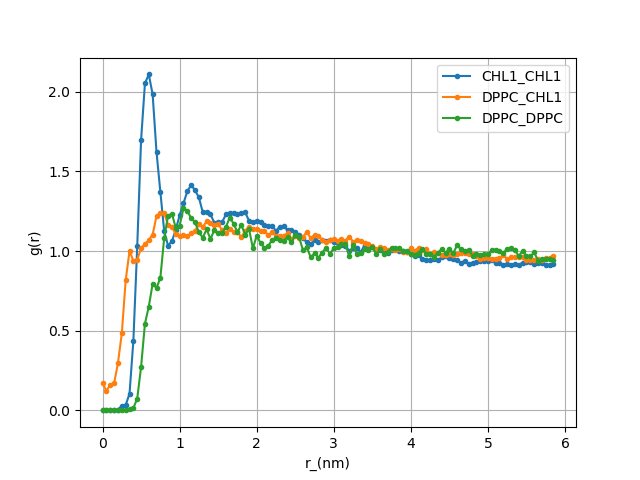 CHL1_CHL1
DPPC_CHL1
DPPC_DPPC
2.0
1.5
1.0
0.5
0.0
g(r)
0 1 2 3 4 5 6
r_(nm)